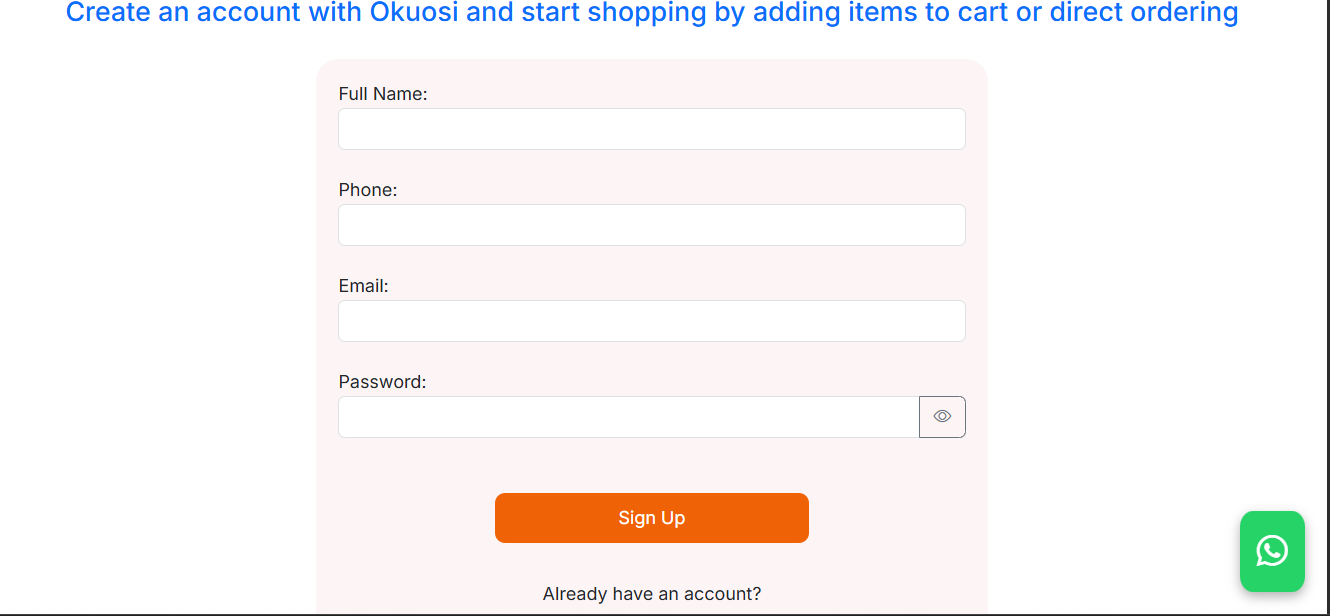 Create an account with Okuosi and start shopping by adding items to cart or direct ordering
Full Name:
Phone:
Email:
Password:
Sign Up
Already have an account?